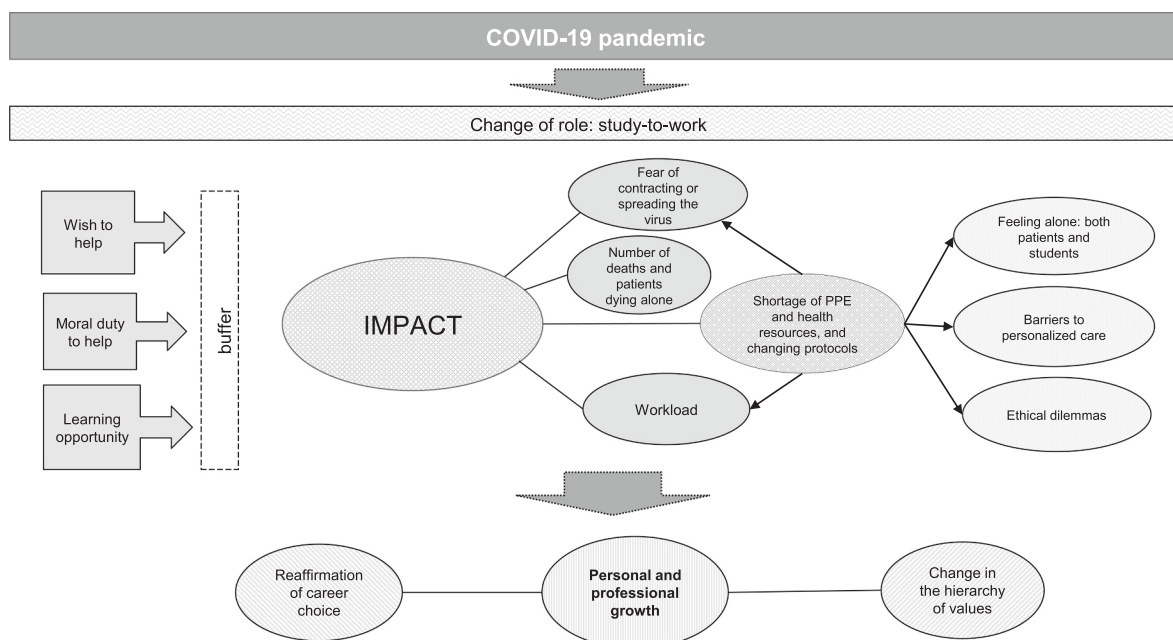 COVID-19 pandemic
Change of role: study-to-work
Wish to
help
Moral duty
to help
Learning
opportunity
buffer
IMPACT
Fear of
contracting or
spreading the
virus
Number of
deaths and
patients
dying alone
Shortage of PPE
and health
resources, and
changing protocols
Workload
Feeling alone: both
patients and
students
Barriers to
personalized care
Ethical dilemmas
Reaffirmation
of career
choice
Personal and
professional
growth
Change in
the hierarchy
of values